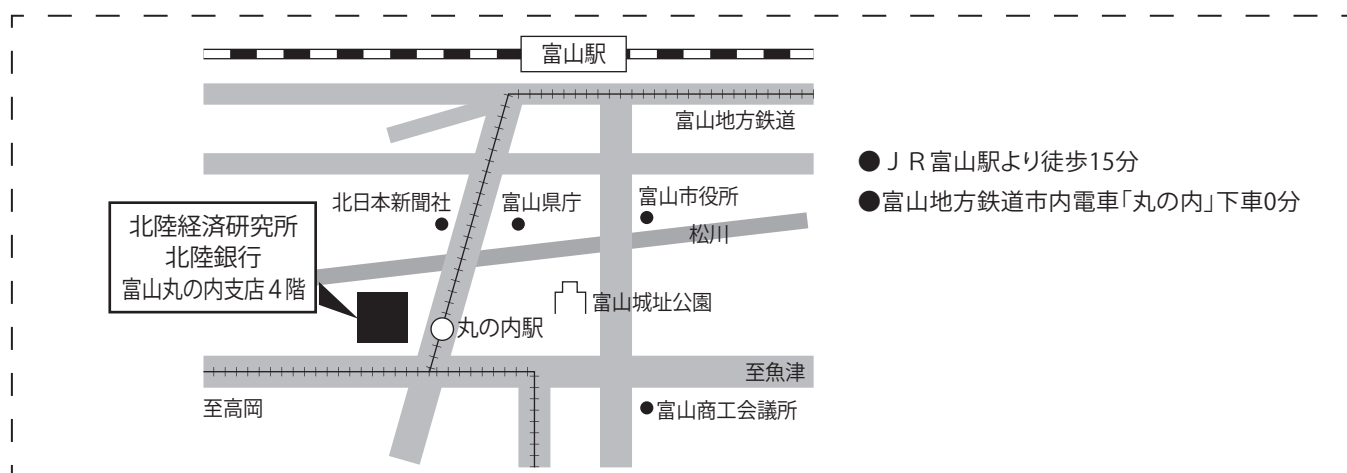 富山駅
富山地方鉄道
●ＪＲ富山駅より徒歩15分
●富山地方鉄道市内電車「丸の内」下車0分
北日本新聞社
富山県庁
富山市役所
松川
北陸経済研究所
北陸銀行
富山丸の内支店４階
富山城址公園
丸の内駅
至魚津
至高岡
富山商工会議所